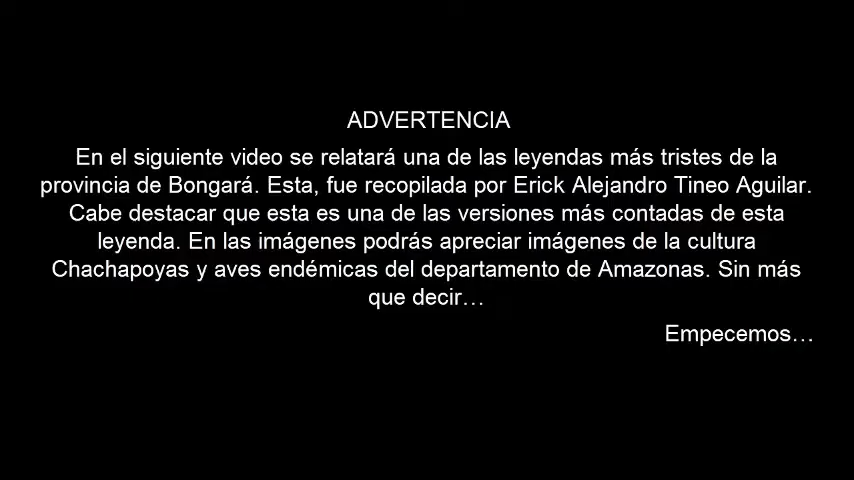 ADVERTENCIA
En el siguiente video se relatará una de las leyendas más tristes de la
provincia de Bongará. Esta, fue recopilada por Erick Alejandro Tineo Aguilar.
Cabe destacar que esta es una de las versiones más contadas de esta
leyenda. En las imágenes podrás apreciar imágenes de la cultura
Chachapoyas y aves endémicas del departamento de Amazonas. Sin más
que decir…
Empecemos…